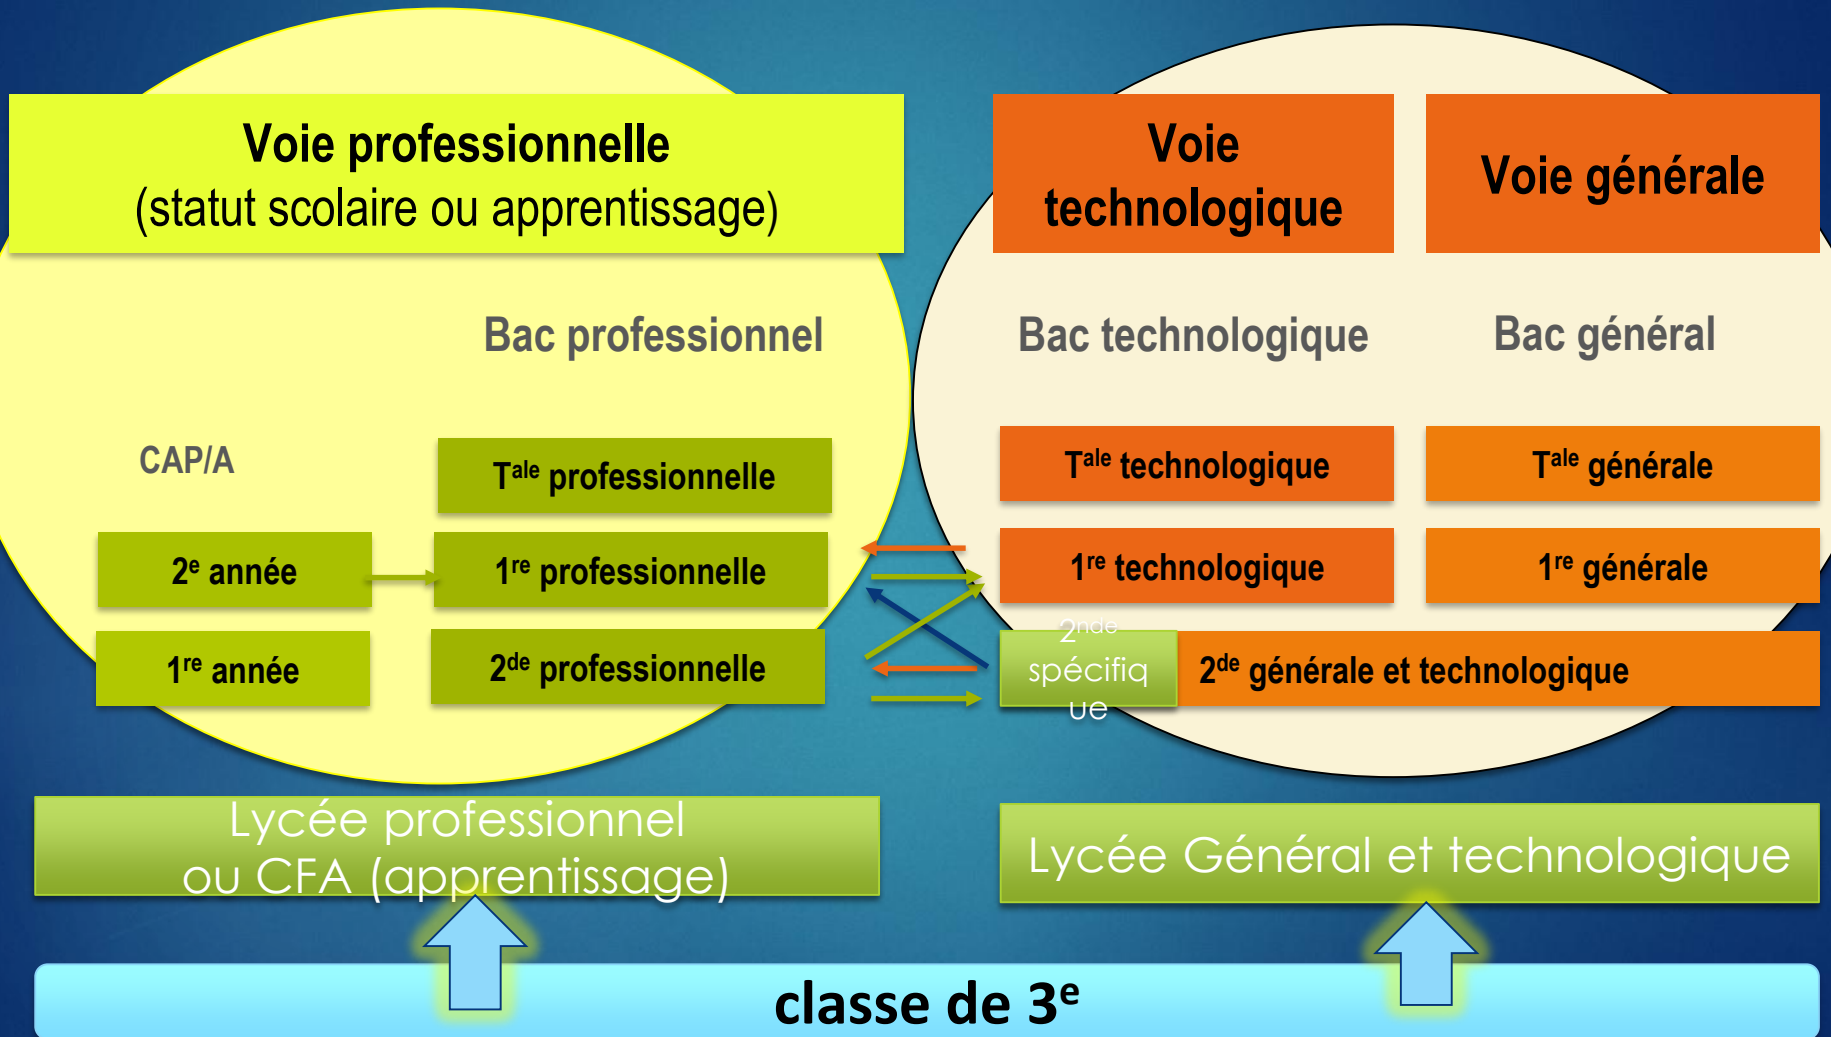 Voie professionnelle
(statut scolaire ou apprentissage)
Voie
technologique
Voie générale
Bac professionnel
Bac technologique
Bac général
CAP/A
Tale professionnelle
Tale technologique
Tale générale
2e année
1re professionnelle
1re technologique
1re générale
1re année
2de professionnelle
2nde
spécifiq
ue
2de générale et technologique
Lycée professionnel
ou CFA (apprentissage)
Lycée Général et technologique
classe de 3e